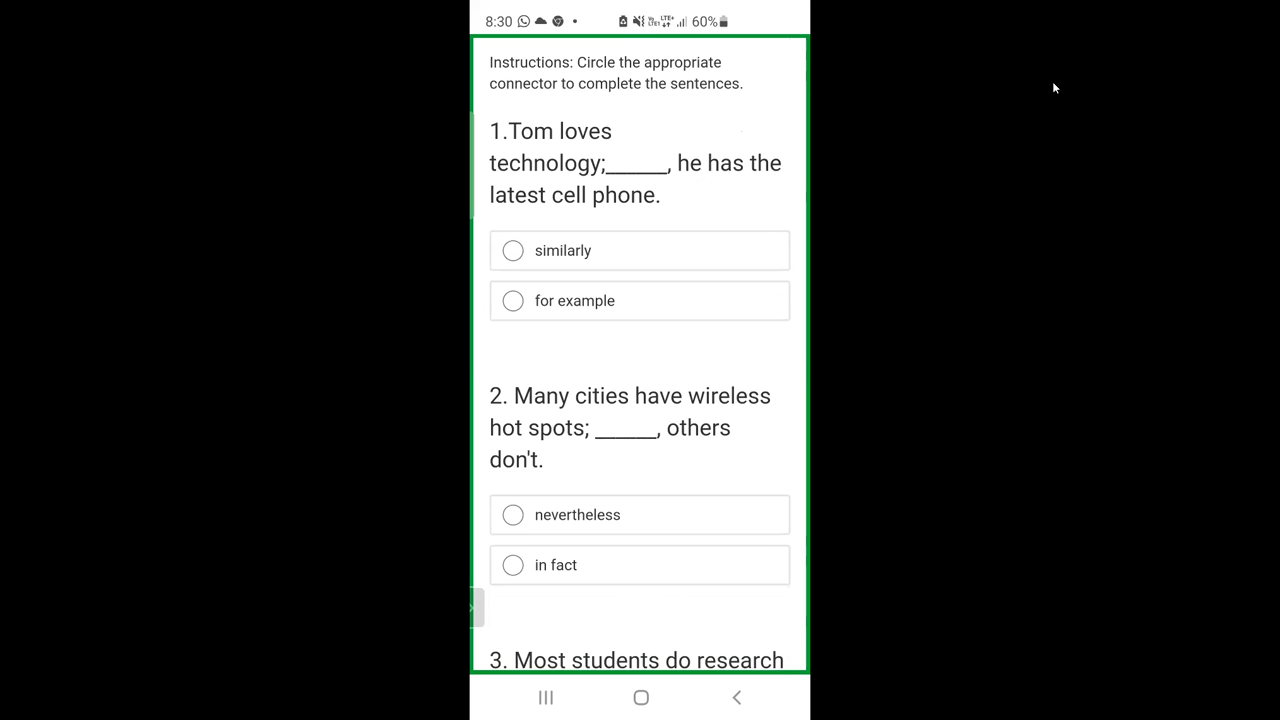 8:30 60%
Instructions: Circle the appropriate
connector to complete the sentences.
1.Tom loves
technology;______, he has the
latest cell phone.
similarly
for example
2. Many cities have wireless
hot spots; ______, others
don't.
nevertheless
in fact
3. Most students do research